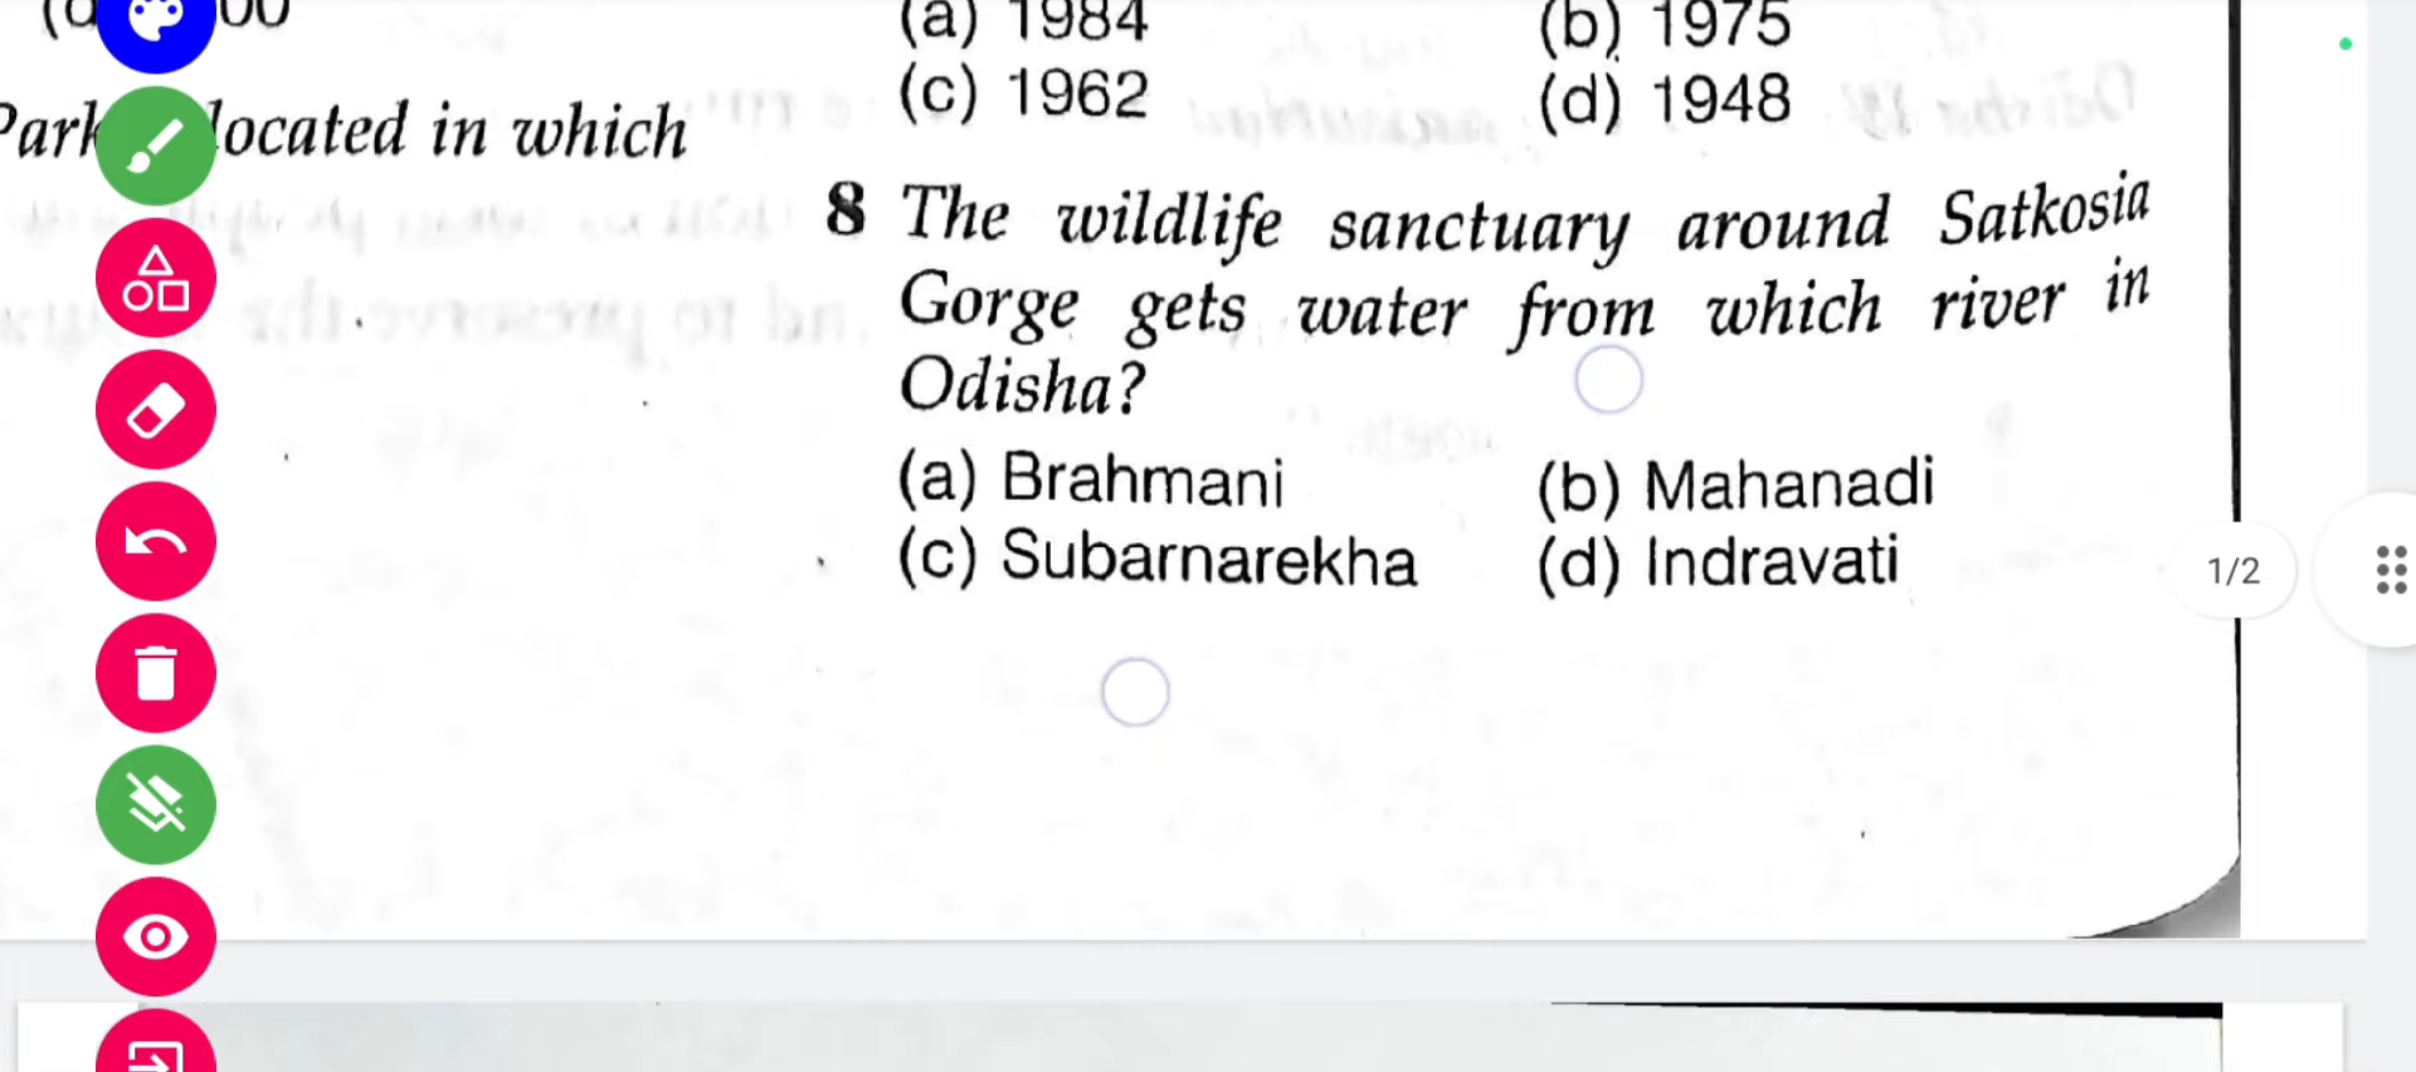 (a) 1984 (b) 1975
(c) 1962 (d) 1948
located in which
8 The wildlife sanctuary around Satkosia
Gorge gets water from which river in
Odisha?
(a) Brahmani (b) Mahanadi
(c) Subarnarekha (d) Indravati
1/2